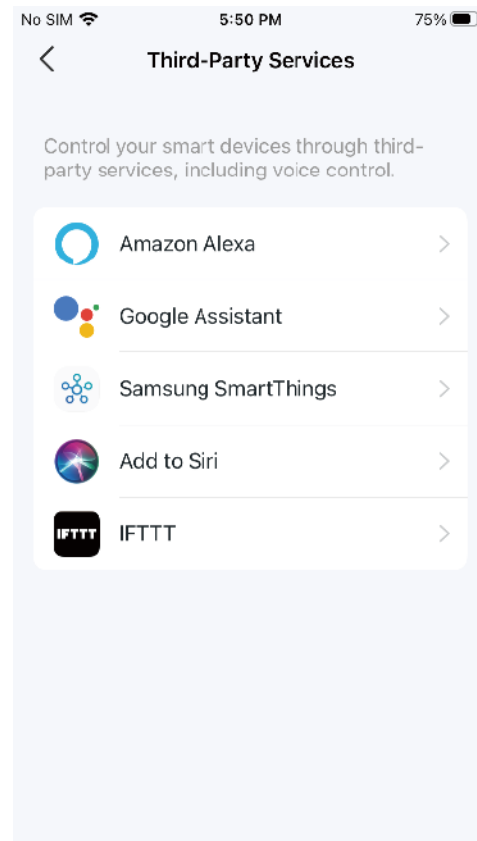 No SIM 5:50 PM 75%
Third-Party Services
Control your smart devices through third-
party services, including voice control.
Amazon Alexa
Google Assistant
Samsung SmartThings
Add to Siri
IFTTT IFTTT